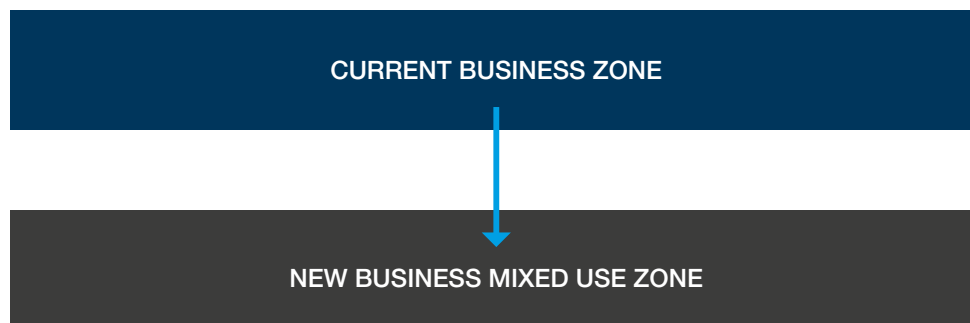 CURRENT BUSINESS ZONE
NEW BUSINESS MIXED USE ZONE